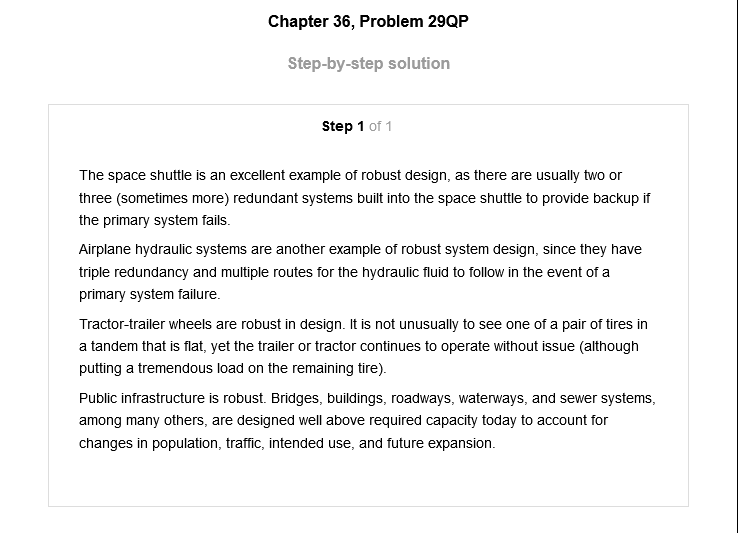 Chapter 36, Problem 29QP
Step-by-step solution
Step 1 of 1
The space shuttle is an excellent example of robust design, as there are usually two or
three (sometimes more) redundant systems built into the space shuttle to provide backup if
the primary system fails.
Airplane hydraulic systems are another example of robust system design, since they have
triple redundancy and multiple routes for the hydraulic fluid to follow in the event of a
primary system failure.
Tractor-trailer wheels are robust in design. It is not unusually to see one of a pair of tires in
a tandem that is flat, yet the trailer or tractor continues to operate without issue (although
putting a tremendous load on the remaining tire).
Public infrastructure is robust. Bridges, buildings, roadways, waterways, and sewer systems,
among many others, are designed well above required capacity today to account for
changes in population, traffic, intended use, and future expansion.